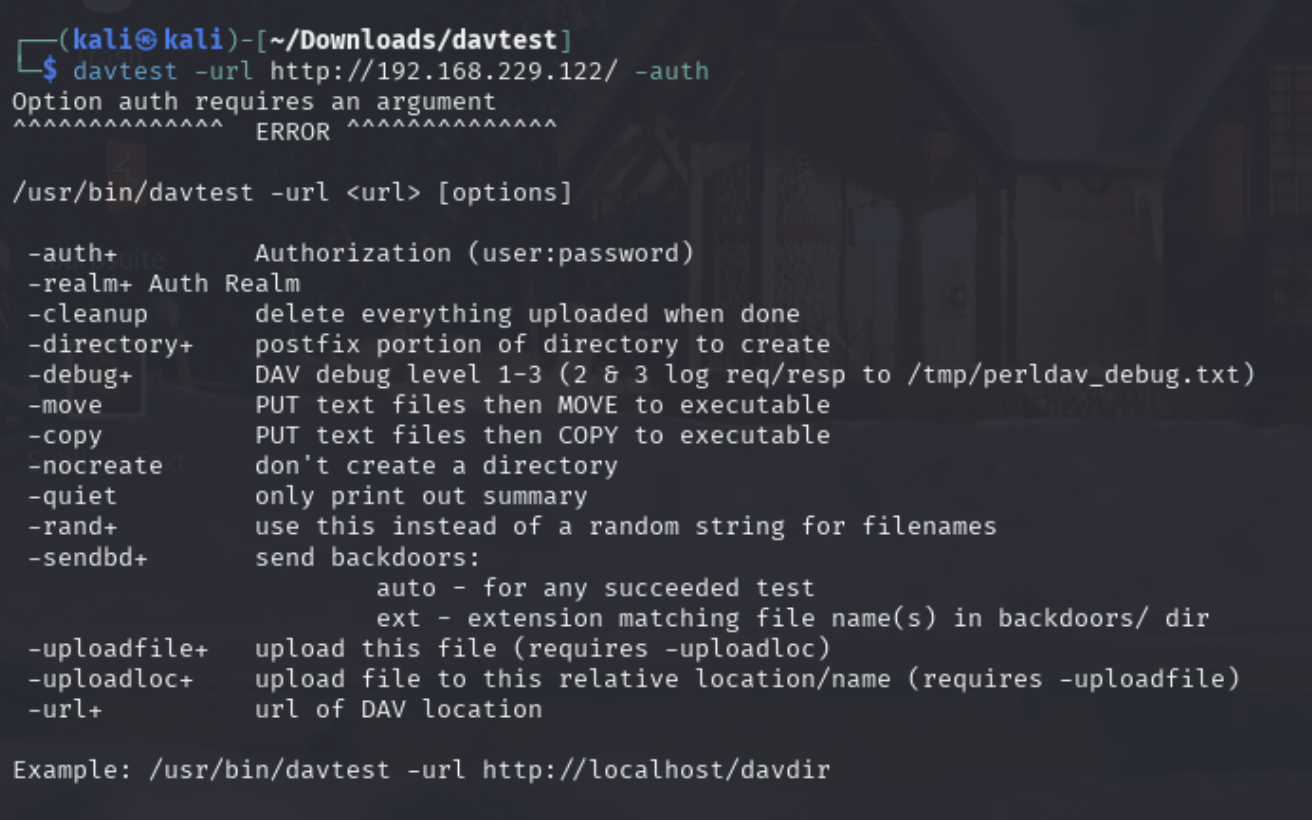 ┌──(kali㉿kali)-[~/Downloads/davtest]
└─$ davtest -url http://192.168.229.122/ -auth
Option auth requires an argument
^^^^^^^^^^^^^^  ERROR ^^^^^^^^^^^^^^
/usr/bin/davtest -url <url> [options]
 -auth+         Authorization (user:password)
 -realm+ Auth Realm
 -cleanup       delete everything uploaded when done
 -directory+    postfix portion of directory to create
 -debug+        DAV debug level 1-3 (2 & 3 log req/resp to /tmp/perldav_debug.txt)
 -move          PUT text files then MOVE to executable
 -copy          PUT text files then COPY to executable
 -nocreate      don't create a directory
 -quiet         only print out summary
 -rand+         use this instead of a random string for filenames
 -sendbd+       send backdoors:
                        auto - for any succeeded test
                        ext - extension matching file name(s) in backdoors/ dir
 -uploadfile+   upload this file (requires -uploadloc)
 -uploadloc+    upload file to this relative location/name (requires -uploadfile)
 -url+          url of DAV location
Example: /usr/bin/davtest -url http://localhost/davdir